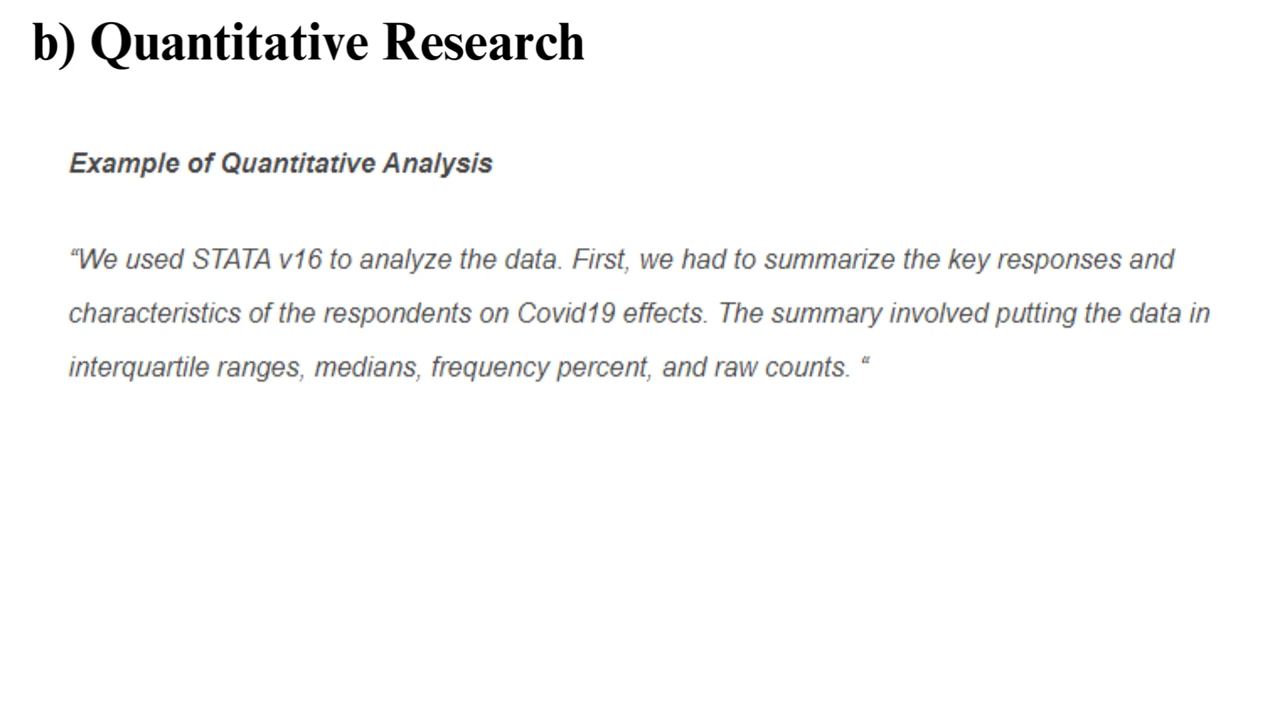 b) Quantitative Research
Example of Quantitative Analysis
“We used STATA v16 to analyze the data. First, we had to summarize the key responses and
characteristics of the respondents on Covid19 effects. The summary involved putting the data in
interquartile ranges, medians, frequency percent, and raw counts. “